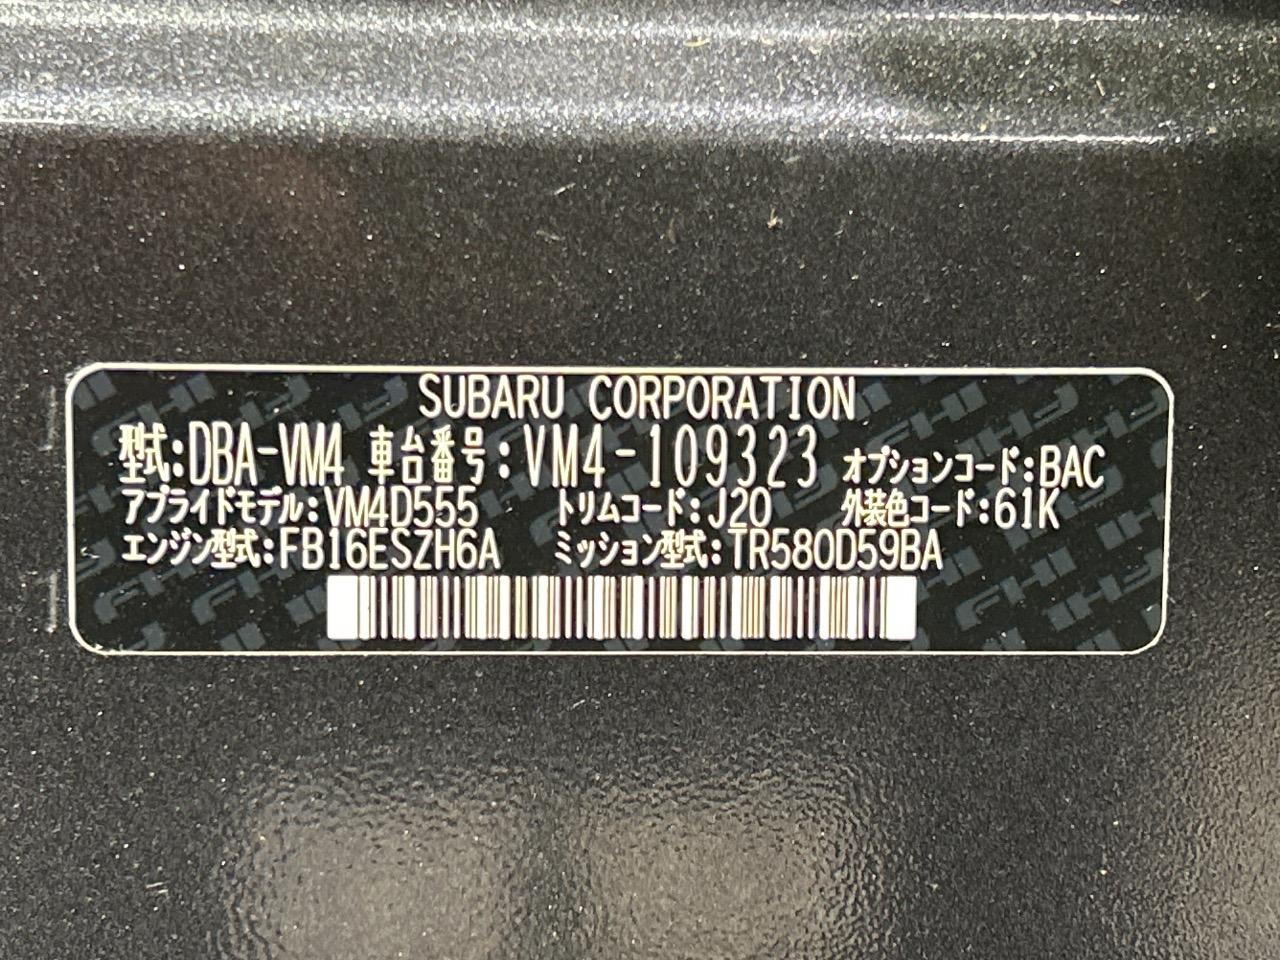 SUBARU CORPORATION
型式:DBA-VM4 車台番号:VM4-109323 オプションコード:BAC
アプライドモデル:VM4D555 トリムコード:J20 外装色コード:61K
エンジン型式:FB16ESZH6A ミッション型式:TR580D59BA